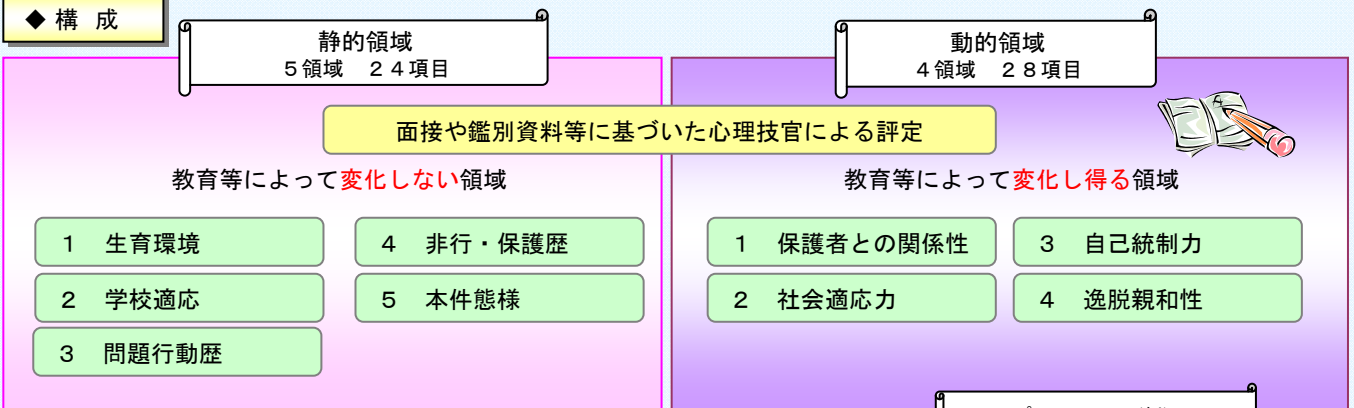 ◆構 成
静的領域
５領域　２４項目
動的領域
４領域　２８項目
面接や鑑別資料等に基づいた心理技官による評定
教育等によって変化しない領域
教育等によって変化し得る領域
１　生育環境
２　学校適応
３　問題行動歴
４　非行・保護歴
５　本件態様
１　保護者との関係性
２　社会適応力
３　自己統制力
４　逸脱親和性